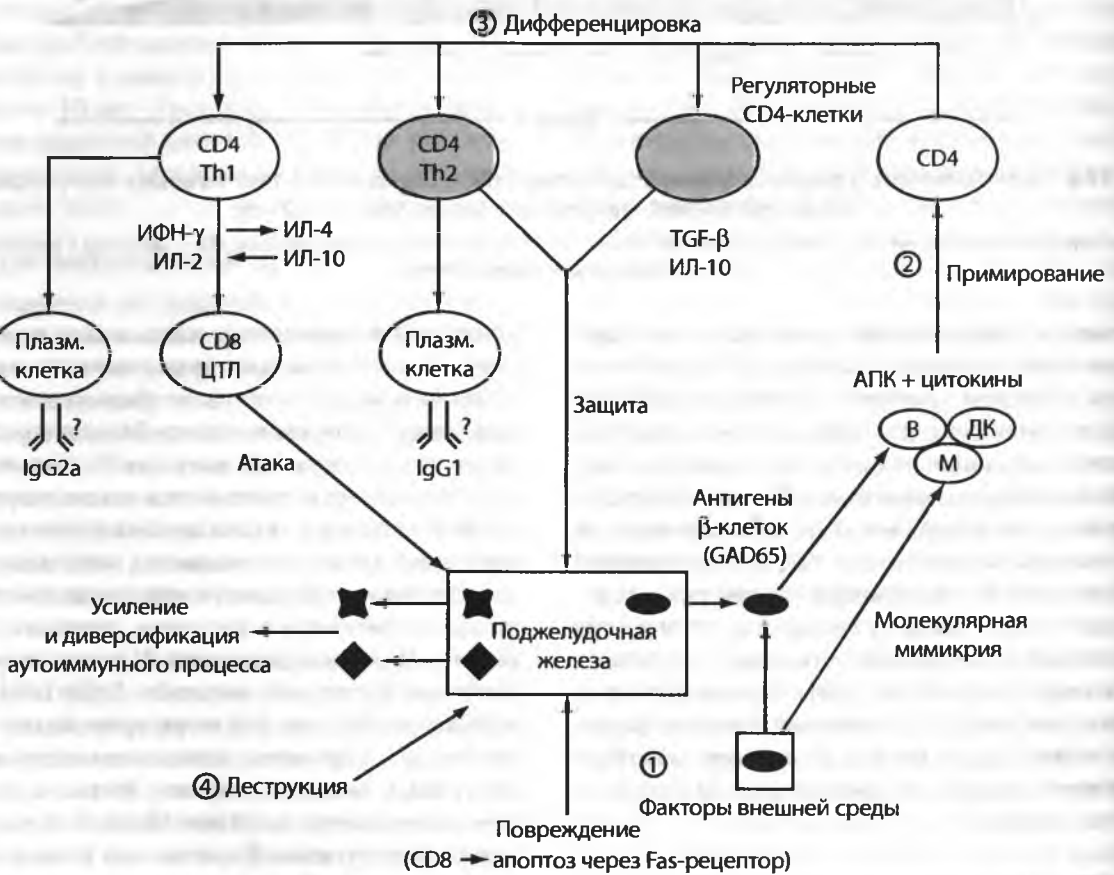 ③ Дифференцировка
Регуляторные
CD4-клетки
CD4
Th1
CD4
Th2
CD4
ИФН-γ
ИЛ-2
ИЛ-4
ИЛ-10
TGF-β
ИЛ-10
②
Примирование
Плазм.
клетка
CD8
ЦТЛ
Плазм.
клетка
АПК + цитокины
В
ДК
М
?
IgG2a
Атака
?
IgG1
Защита
Антигены
β-клеток
(GAD65)
Усиление
и диверсификация
аутоиммунного процесса
Поджелудочная
железа
Молекулярная
мимикрия
④ Деструкция
①
Факторы внешней среды
Повреждение
(CD8 → апоптоз через Fas-рецептор)